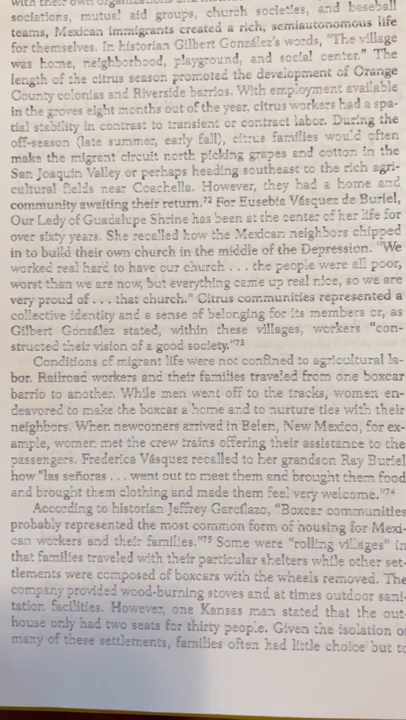 with their own organizations
societies, mutual aid groups, church societies, and baseball
teams, Mexican immigrants created a rich, semiautonomous life
for themselves. In historian Gilbert González's words, "The village
was home, neighborhood, playground, and social center." The
length of the citrus season promoted the development of Orange
County colonias and Riverside barrios. With employment available
in the groves eight months out of the year, citrus workers had a spa-
tial stability in contrast to transient or contract labor. During the
off-season (late summer, early fall), citrus families would often
make the migrant circuit north picking grapes and cotton in the
San Joaquin Valley or perhaps heading southeast to the rich agri-
cultural fields near Coachella. However, they had a home and
community awaiting their return.72 For Eusebia Vásquez de Buriel,
Our Lady of Guadalupe Shrine has been at the center of her life for
over sixty years. She recalled how the Mexican neighbors chipped
in to build their own church in the middle of the Depression. "We
worked real hard to have our church . . . the people were all poor,
worst than we are now, but everything came up real nice, so we are
very proud of . . . that church." Citrus communities represented a
collective identity and a sense of belonging for its members or, as
Gilbert González stated, within these villages, workers "con-
structed their vision of a good society."73
Conditions of migrant life were not confined to agricultural la-
bor. Railroad workers and their families traveled from one boxcar
barrio to another. While men went off to the tracks, women en-
deavored to make the boxcar a home and to nurture ties with their
neighbors. When newcomers arrived in Belen, New Mexico, for ex-
ample, women met the crew trains offering their assistance to the
passengers. Frederica Vásquez recalled to her grandson Ray Buriel
how "las señoras . . . went out to meet them and brought them food
and brought them clothing and made them feel very welcome."74
According to historian Jeffrey Garcílazo, "Boxcar communities
probably represented the most common form of housing for Mexi-
can workers and their families."75 Some were "rolling villages" in
that families traveled with their particular shelters while other set-
tlements were composed of boxcars with the wheels removed. The
company provided wood-burning stoves and at times outdoor sani-
tation facilities. However, one Kansas man stated that the out-
house only had two seats for thirty people. Given the isolation of
many of these settlements, families often had little choice but to